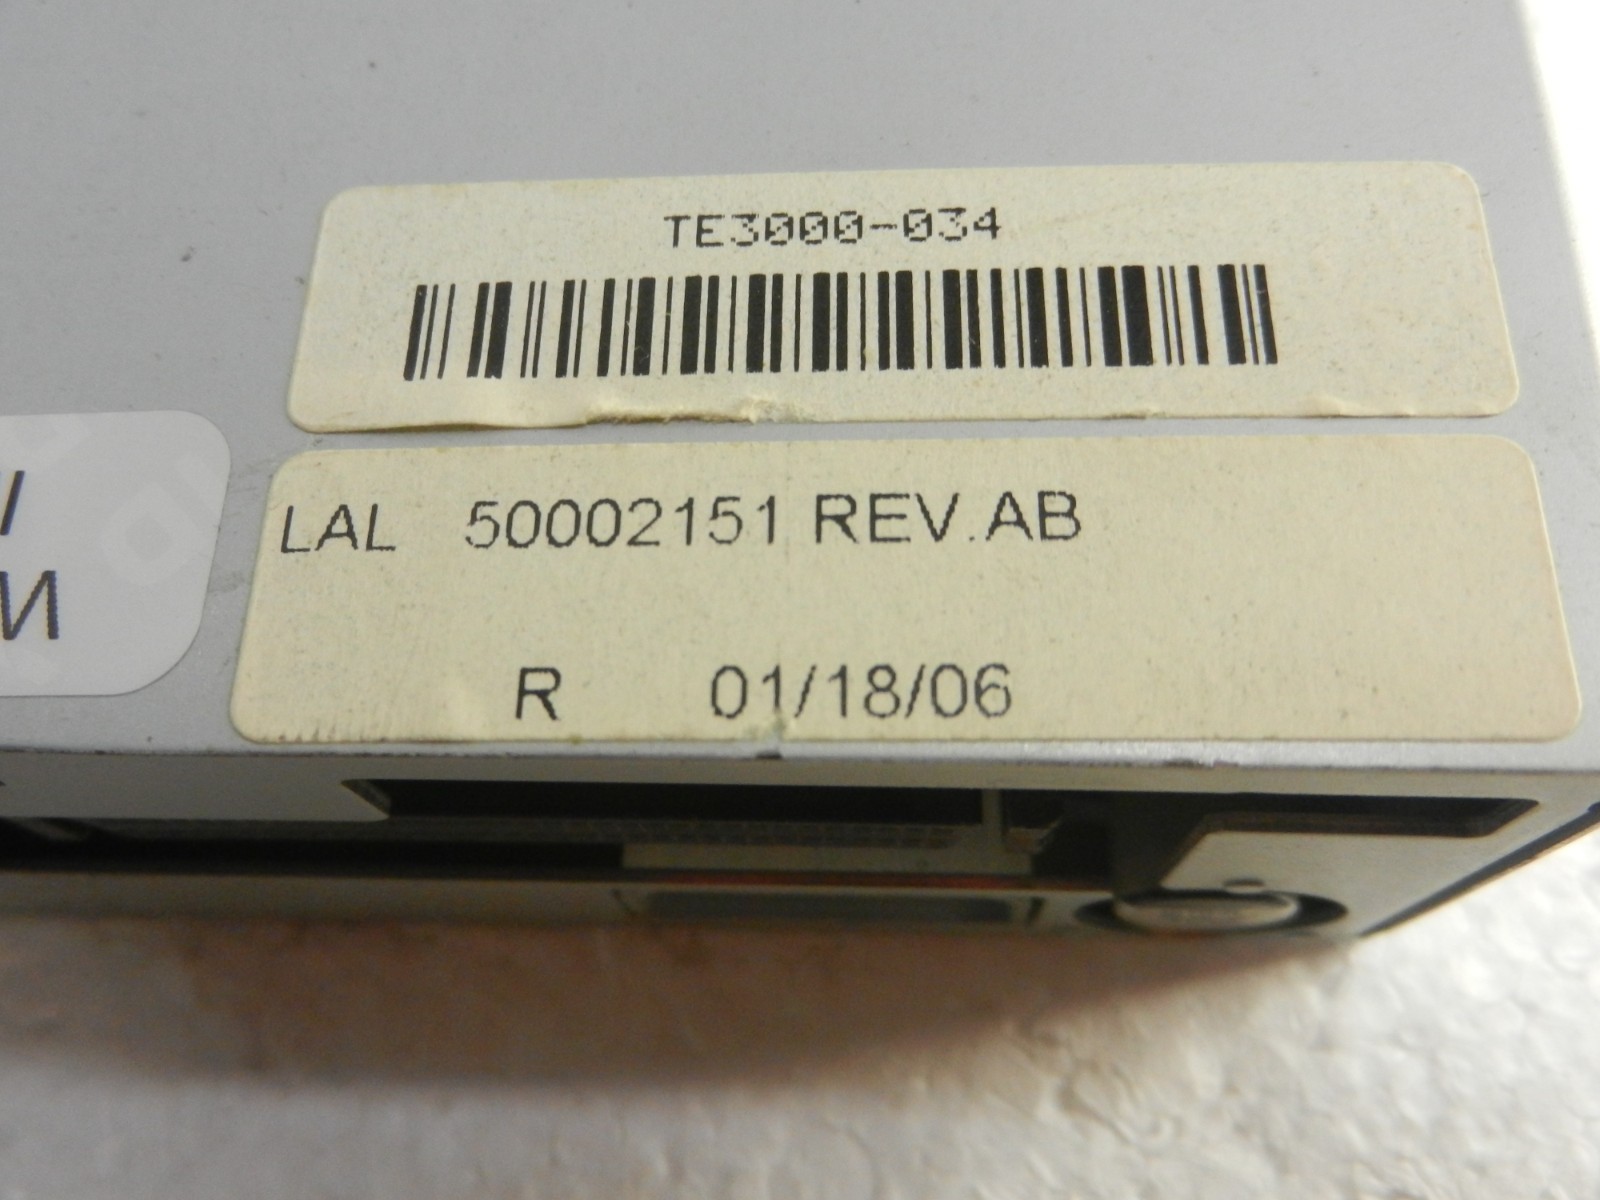 TE3000-034
LAL 50002151 REV.AB
R 01/18/06